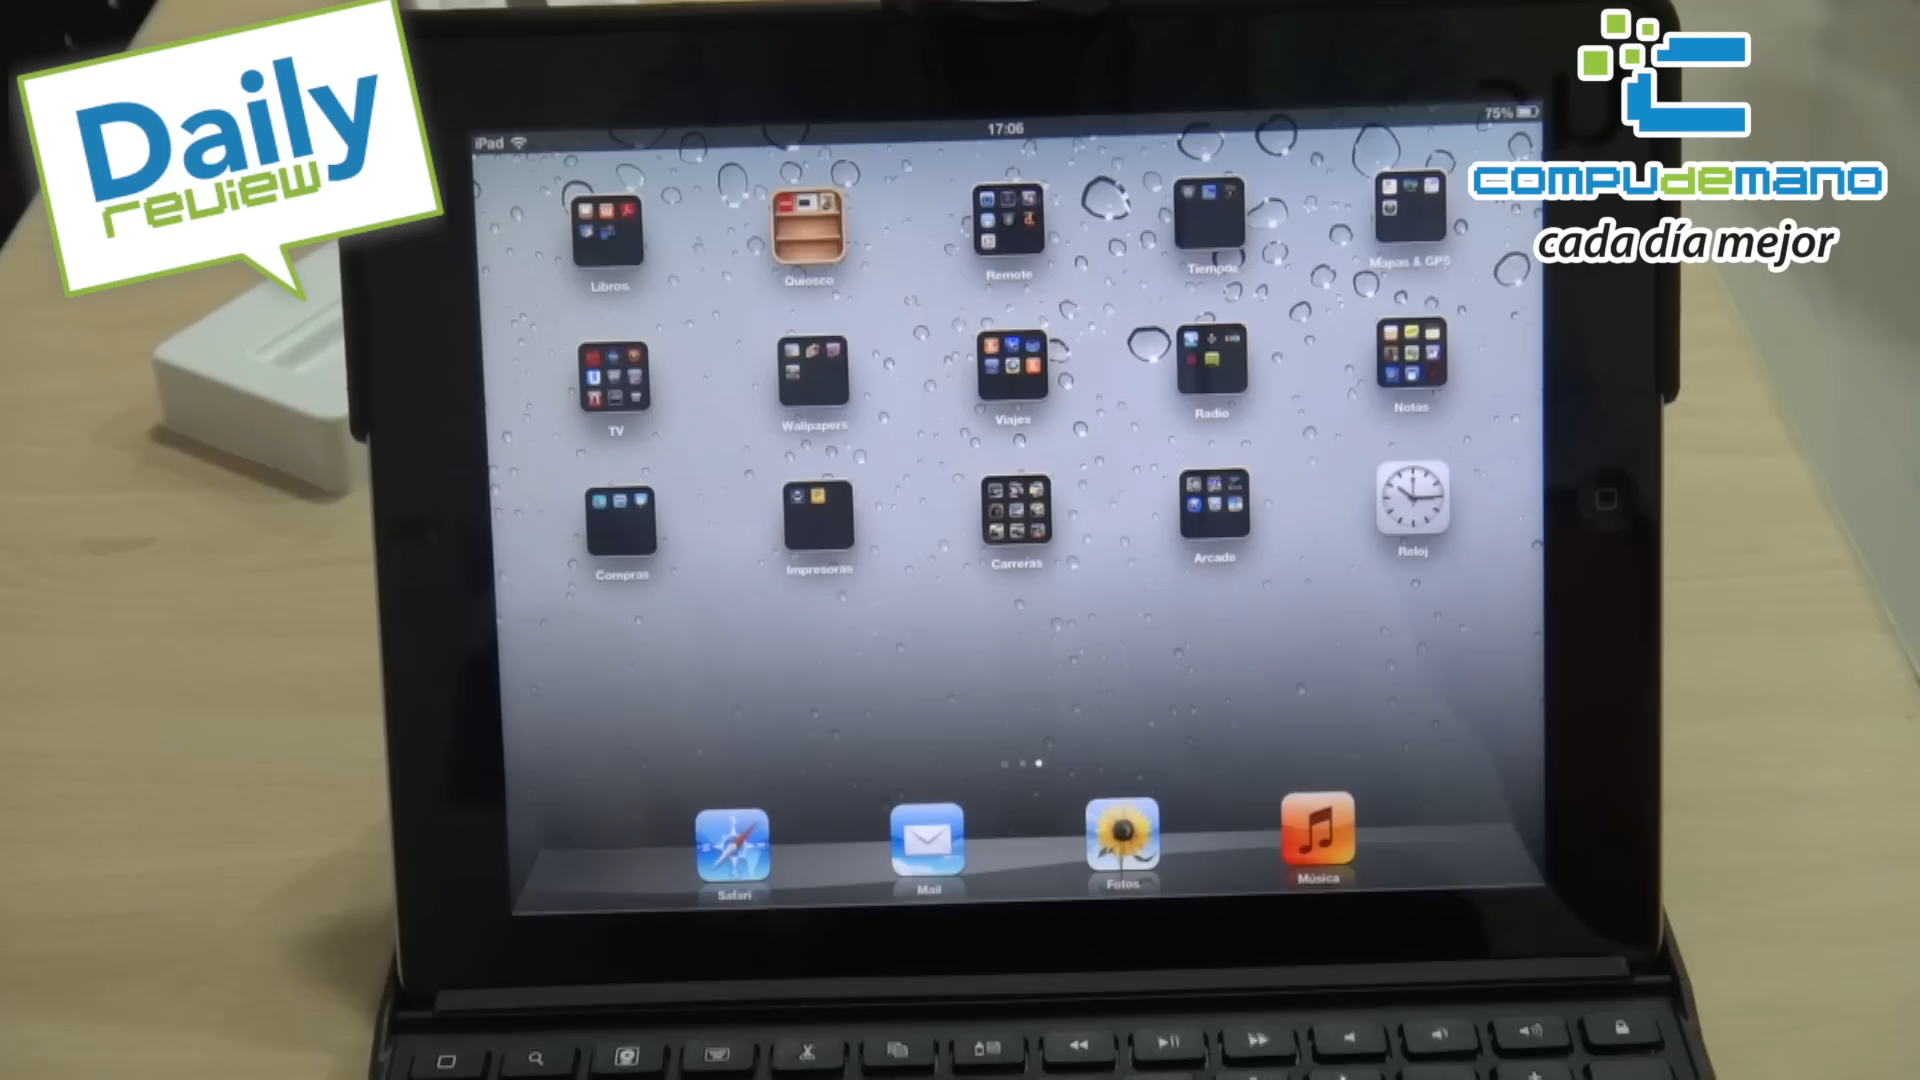 Daily
review
COMPUDEMANO
cada día mejor
iPad
17:06
75%
Libros
Quiosco
Remote
Tiempos
Mapas & GPS
TV
Wallpapers
Viajes
Radio
Notas
Compras
Impresoras
Carreras
Arcade
Reloj
Safari
Mail
Fotos
Música